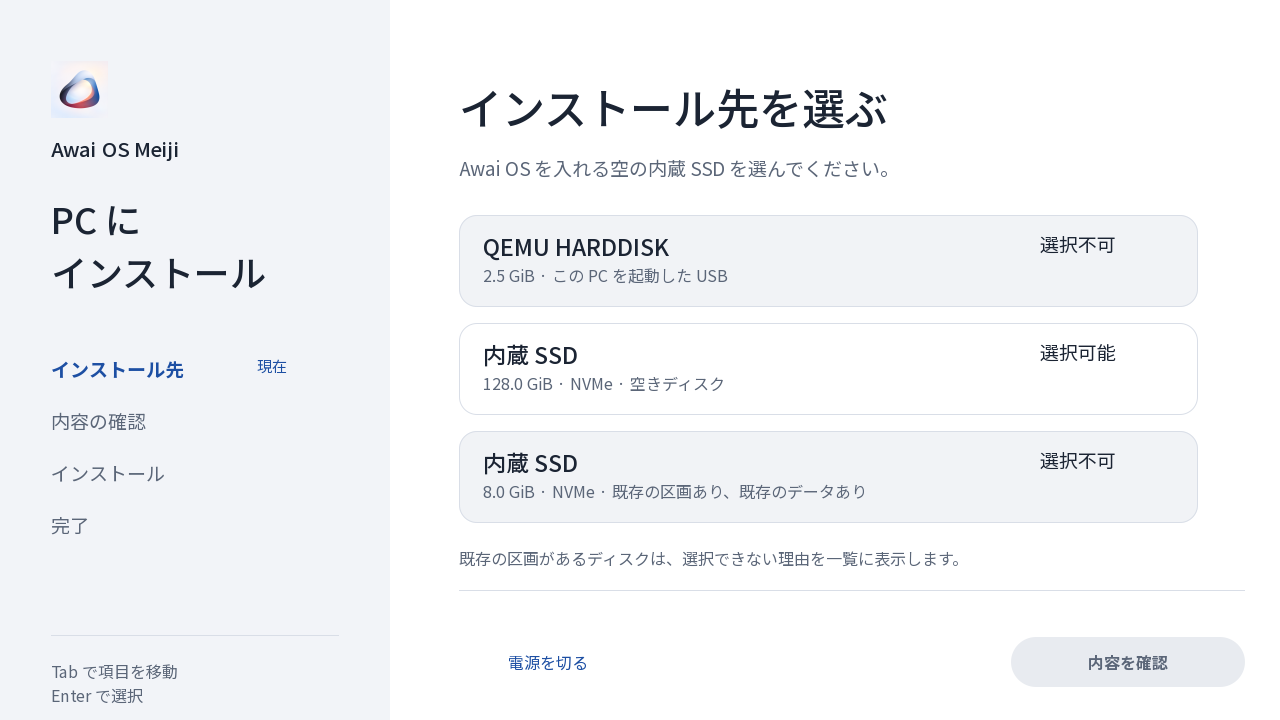 Awai OS Meiji
PC に
インストール
インストール先
現在
内容の確認
インストール
完了
Tab で項目を移動
Enter で選択
インストール先を選ぶ
Awai OS を入れる空の内蔵 SSD を選んでください。
QEMU HARDDISK
選択不可
2.5 GiB · この PC を起動した USB
内蔵 SSD
選択可能
128.0 GiB · NVMe · 空きディスク
内蔵 SSD
選択不可
8.0 GiB · NVMe · 既存の区画あり、既存のデータあり
既存の区画があるディスクは、選択できない理由を一覧に表示します。
電源を切る
内容を確認